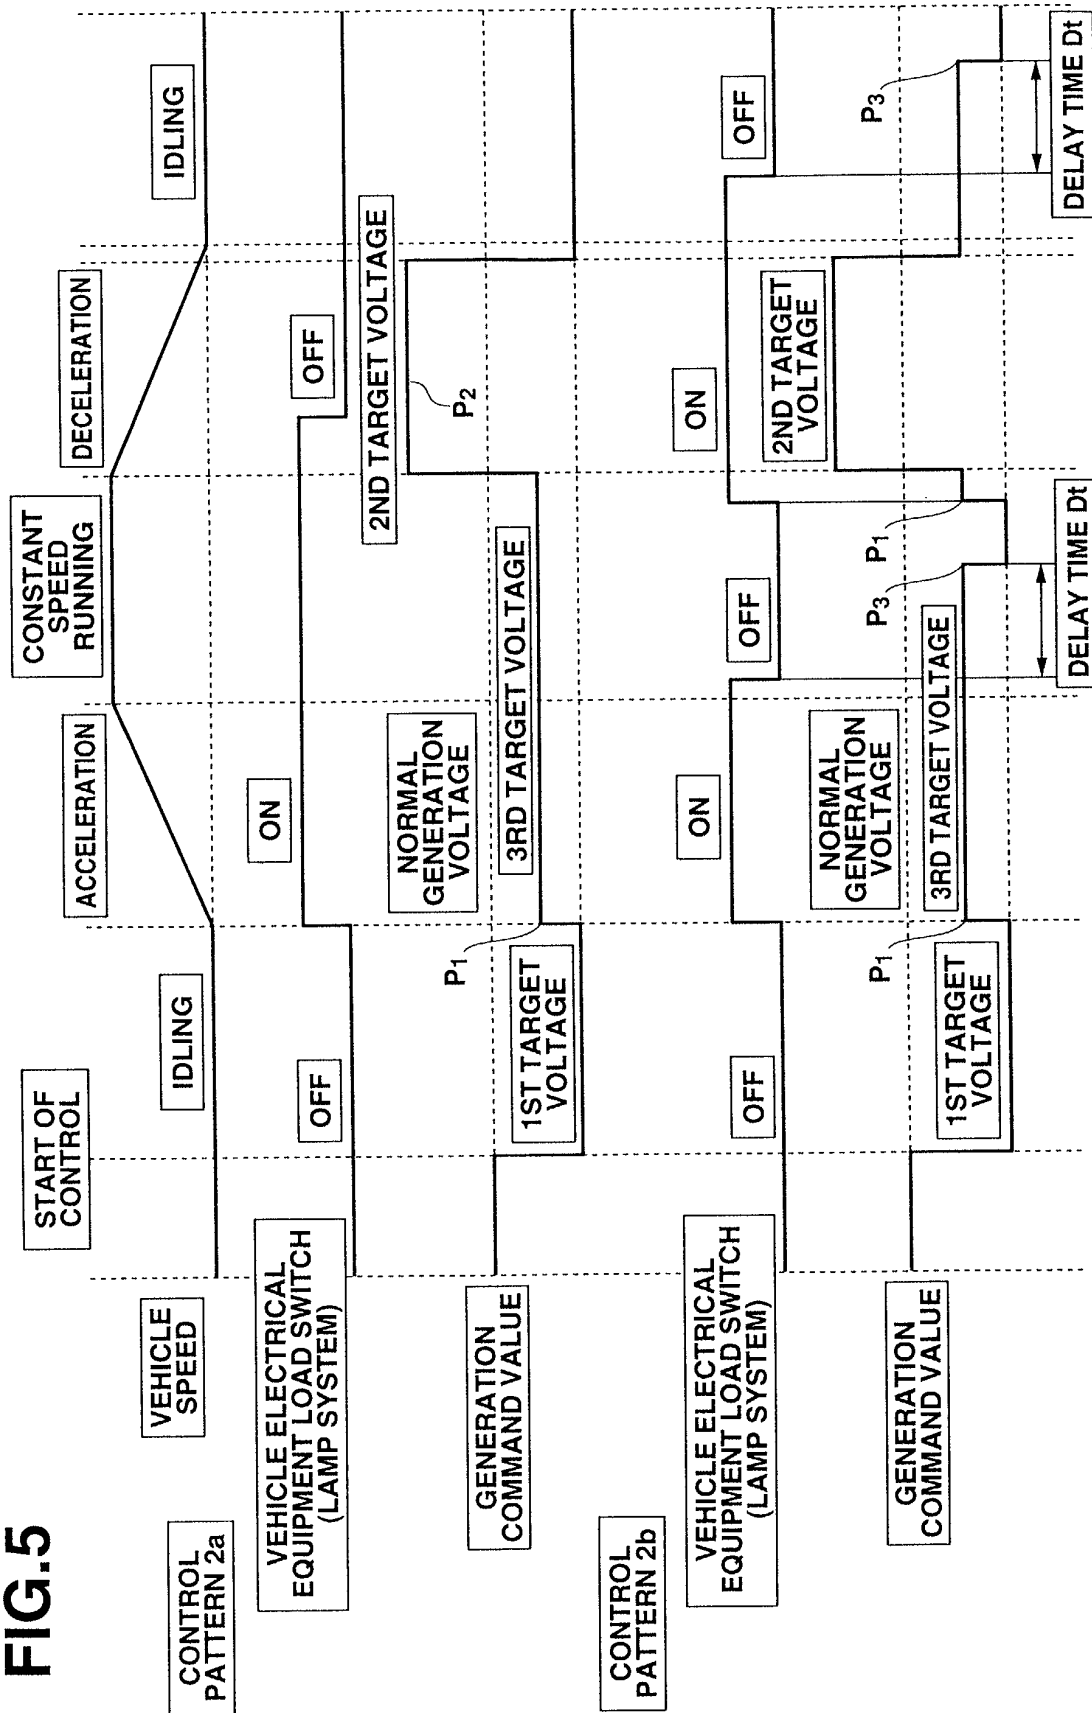 FIG.5
START OF
CONTROL
ACCELERATION
CONSTANT
SPEED
RUNNING
DECELERATION
VEHICLE
SPEED
IDLING
IDLING
CONTROL
PATTERN 2a
VEHICLE ELECTRICAL
EQUIPMENT LOAD SWITCH
(LAMP SYSTEM)
OFF
ON
OFF
GENERATION
COMMAND VALUE
1ST TARGET
VOLTAGE
P1
NORMAL
GENERATION
VOLTAGE
3RD TARGET VOLTAGE
2ND TARGET VOLTAGE
P2
CONTROL
PATTERN 2b
VEHICLE ELECTRICAL
EQUIPMENT LOAD SWITCH
(LAMP SYSTEM)
OFF
ON
OFF
ON
OFF
GENERATION
COMMAND VALUE
1ST TARGET
VOLTAGE
P1
NORMAL
GENERATION
VOLTAGE
3RD TARGET VOLTAGE
P3
P1
2ND TARGET
VOLTAGE
P3
DELAY TIME Dt
DELAY TIME Dt